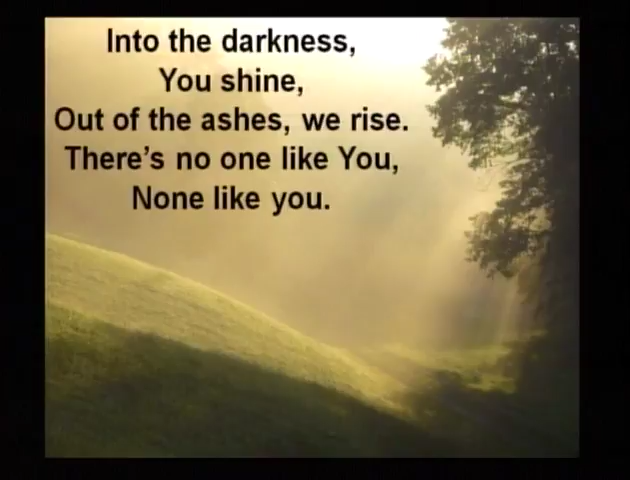 Into the darkness,
You shine,
Out of the ashes, we rise.
There's no one like You,
None like you.